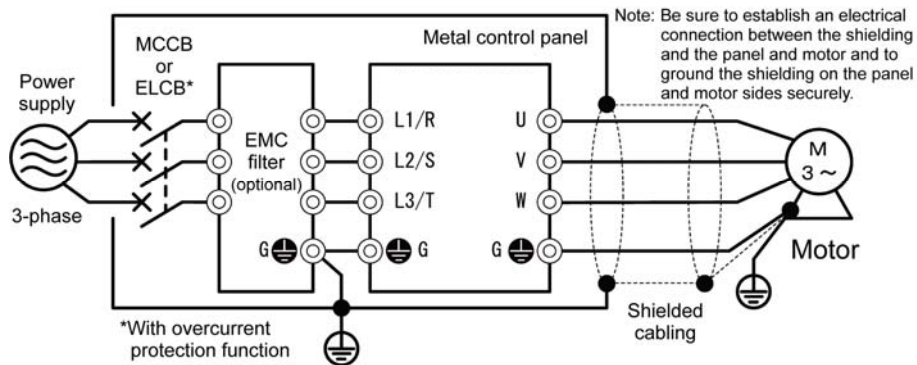 Note: Be sure to establish an electrical
connection between the shielding
and the panel and motor and to
ground the shielding on the panel
and motor sides securely.
Metal control panel
MCCB
or
ELCB*
Power
supply
3-phase
EMC
filter
(optional)
G
L1/R
L2/S
L3/T
G
U
V
W
G
M
3 ~
Motor
Shielded
cabling
*With overcurrent
protection function